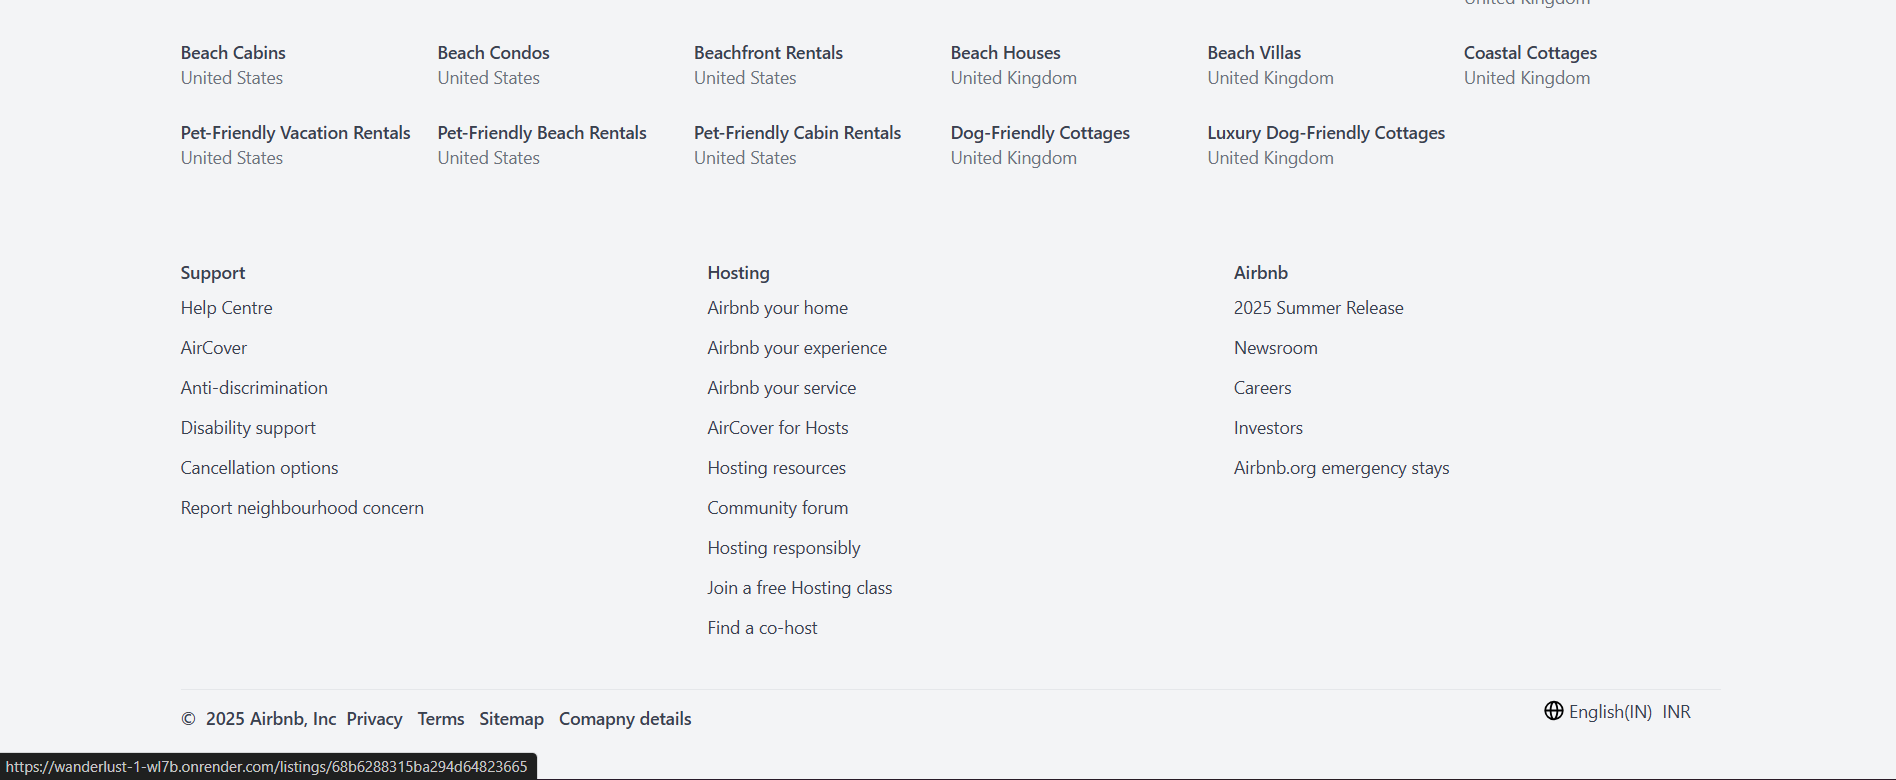 United Kingdom
Beach Cabins
United States
Beach Condos
United States
Beachfront Rentals
United States
Beach Houses
United Kingdom
Beach Villas
United Kingdom
Coastal Cottages
United Kingdom
Pet-Friendly Vacation Rentals
United States
Pet-Friendly Beach Rentals
United States
Pet-Friendly Cabin Rentals
United States
Dog-Friendly Cottages
United Kingdom
Luxury Dog-Friendly Cottages
United Kingdom
Support
Help Centre
AirCover
Anti-discrimination
Disability support
Cancellation options
Report neighbourhood concern
Hosting
Airbnb your home
Airbnb your experience
Airbnb your service
AirCover for Hosts
Hosting resources
Community forum
Hosting responsibly
Join a free Hosting class
Find a co-host
Airbnb
2025 Summer Release
Newsroom
Careers
Investors
Airbnb.org emergency stays
© 2025 Airbnb, Inc Privacy Terms Sitemap Comapny details
English(IN) INR
https://wanderlust-1-wl7b.onrender.com/listings/68b6288315ba294d64823665